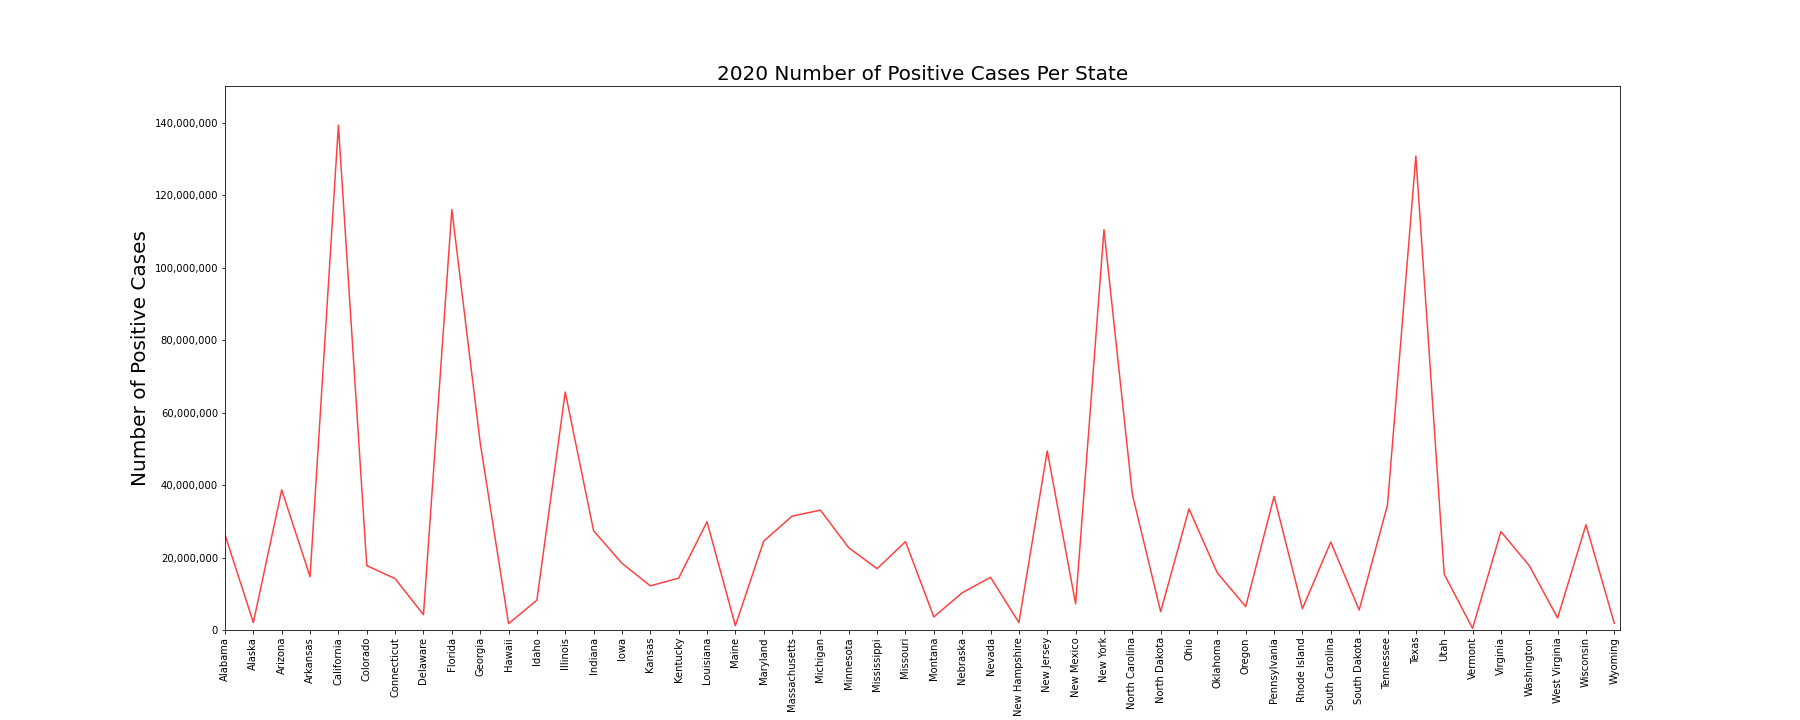 2020 Number of Positive Cases Per State
Number of Positive Cases
140,000,000
120,000,000
100,000,000
80,000,000
60,000,000
40,000,000
20,000,000
0
Alabama
Alaska
Arizona
Arkansas
California
Colorado
Connecticut
Delaware
Florida
Georgia
Hawaii
Idaho
Illinois
Indiana
Iowa
Kansas
Kentucky
Louisiana
Maine
Maryland
Massachusetts
Michigan
Minnesota
Mississippi
Missouri
Montana
Nebraska
Nevada
New Hampshire
New Jersey
New Mexico
New York
North Carolina
North Dakota
Ohio
Oklahoma
Oregon
Pennsylvania
Rhode Island
South Carolina
South Dakota
Tennessee
Texas
Utah
Vermont
Virginia
Washington
West Virginia
Wisconsin
Wyoming